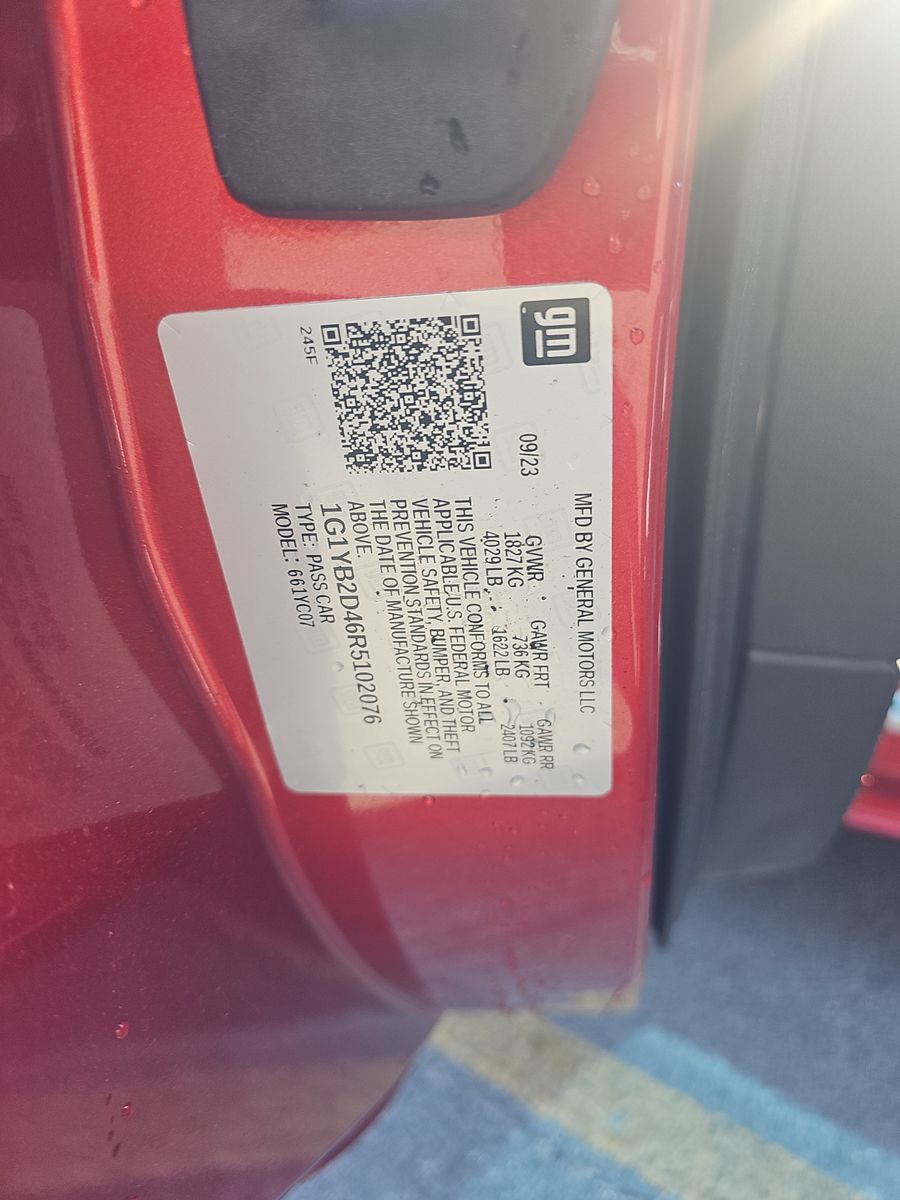 gm
MFD BY GENERAL MOTORS LLC
09/23
GVWR GAWR FRT GAWR RR
1827 KG 736 KG 1092 KG
4029 LB 1622 LB 2407 LB
THIS VEHICLE CONFORMS TO ALL
APPLICABLE U.S. FEDERAL MOTOR
VEHICLE SAFETY, BUMPER, AND THEFT
PREVENTION STANDARDS IN EFFECT ON
THE DATE OF MANUFACTURE SHOWN
ABOVE.
1G1YB2D46R5102076
TYPE: PASS CAR
MODEL: 661YC07
245F